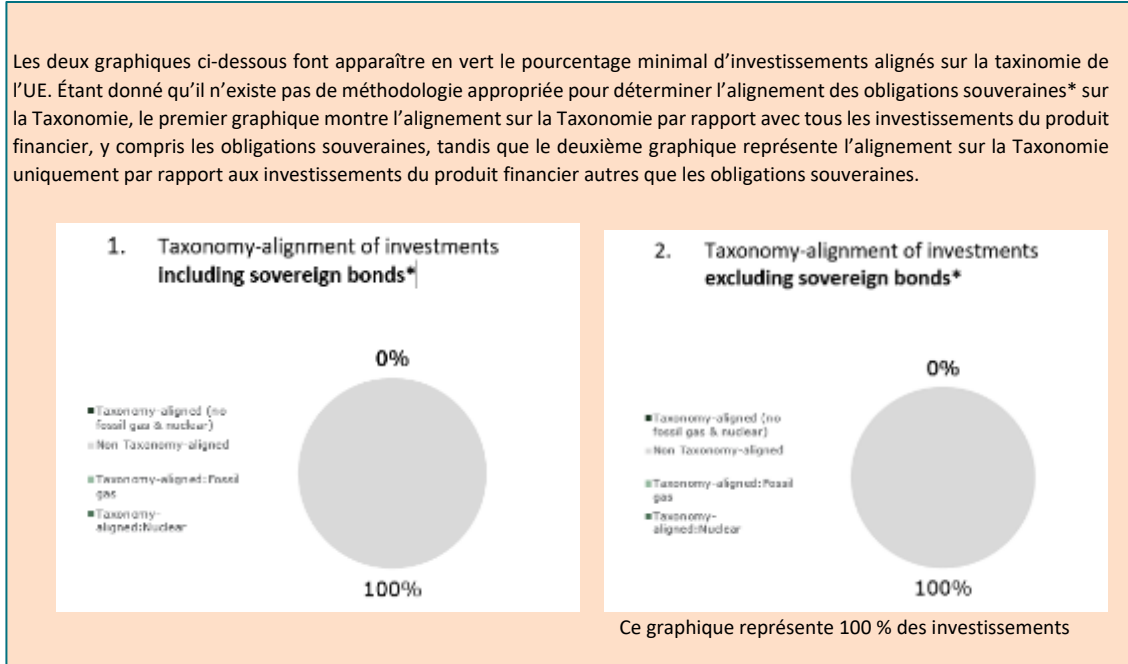 Les deux graphiques ci-dessous font apparaître en vert le pourcentage minimal d’investissements alignés sur la taxinomie de
l’UE. Étant donné qu’il n’existe pas de méthodologie appropriée pour déterminer l’alignement des obligations souveraines* sur
la Taxonomie, le premier graphique montre l’alignement sur la Taxonomie par rapport avec tous les investissements du produit
financier, y compris les obligations souveraines, tandis que le deuxième graphique représente l’alignement sur la Taxonomie
uniquement par rapport aux investissements du produit financier autres que les obligations souveraines.
1. Taxonomy-alignment of investments
including sovereign bonds*
0%
Taxonomy-aligned (no
fossil gas & nuclear)
Non Taxonomy-aligned
Taxonomy-aligned:Fossil
gas
Taxonomy-
aligned:Nuclear
100%
2. Taxonomy-alignment of investments
excluding sovereign bonds*
0%
Taxonomy-aligned (no
fossil gas & nuclear)
Non Taxonomy-aligned
Taxonomy-aligned:Fossil
gas
Taxonomy-
aligned:Nuclear
100%
Ce graphique représente 100 % des investissements